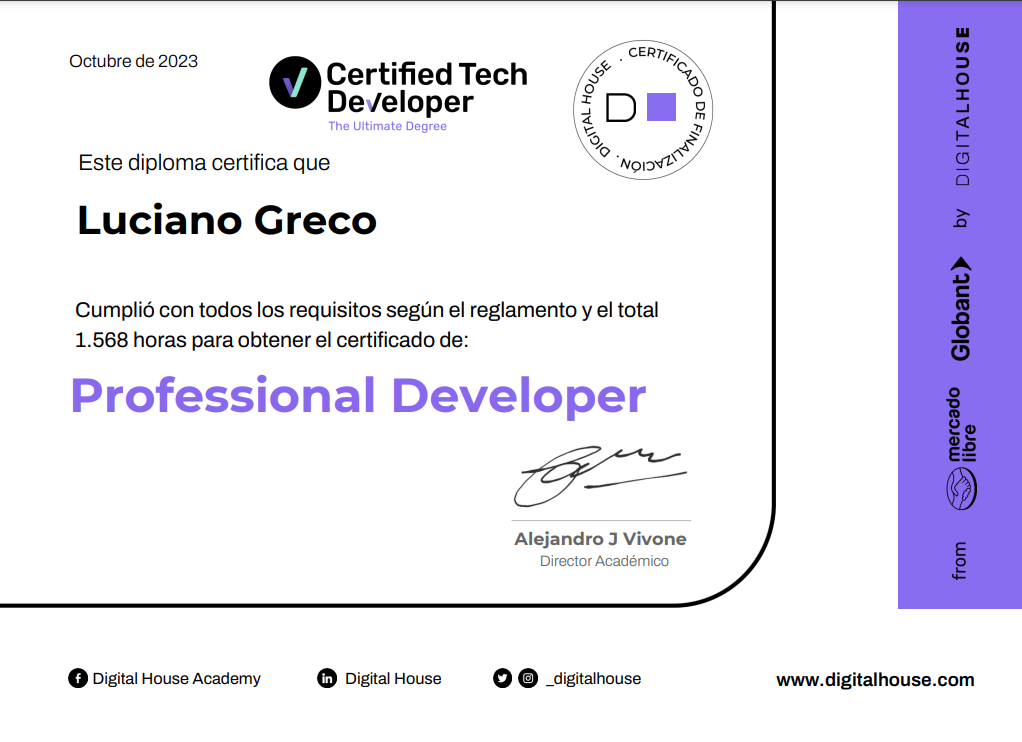 Octubre de 2023
Certified Tech
Developer
The Ultimate Degree
DIGITAL HOUSE . CERTIFICADO DE FINALIZACIÓN .
D
Este diploma certifica que
Luciano Greco
Cumplió con todos los requisitos según el reglamento y el total
1.568 horas para obtener el certificado de:
Professional Developer
Alejandro J Vivone
Director Académico
from
mercado
libre
Globant
by
DIGITALHOUSE
Digital House Academy
Digital House
_digitalhouse
www.digitalhouse.com